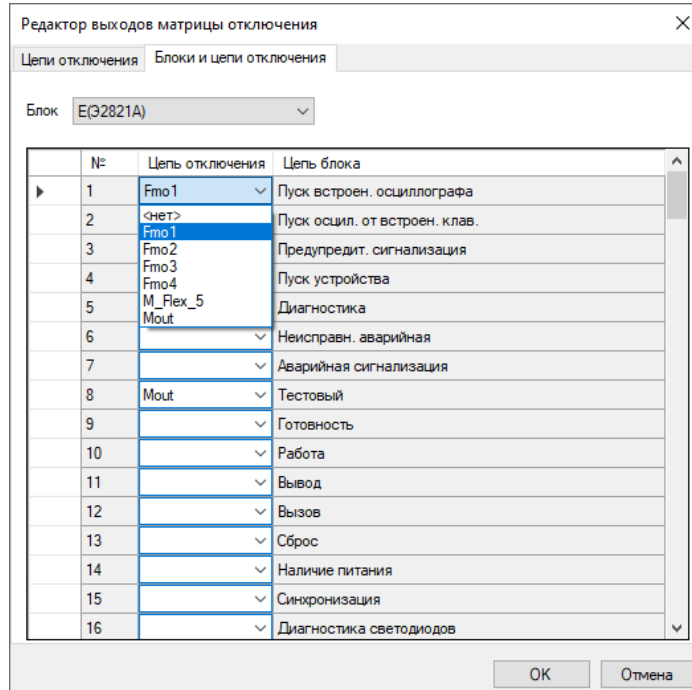 Редактор выходов матрицы отключения
Цепи отключения Блоки и цепи отключения
Блок E(Э2821А)
№ Цепь отключения Цепь блока
1 Fmo1 Пуск встроен. осциллографа
<нет>
Fmo1
Fmo2
Fmo3
Fmo4
M_Flex_5
Mout
2 Пуск осцил. от встроен. клав.
3 Предупредит. сигнализация
4 Пуск устройства
5 Диагностика
6 Неисправн. аварийная
7 Аварийная сигнализация
8 Mout Тестовый
9 Готовность
10 Работа
11 Вывод
12 Вызов
13 Сброс
14 Наличие питания
15 Синхронизация
16 Диагностика светодиодов
OK Отмена